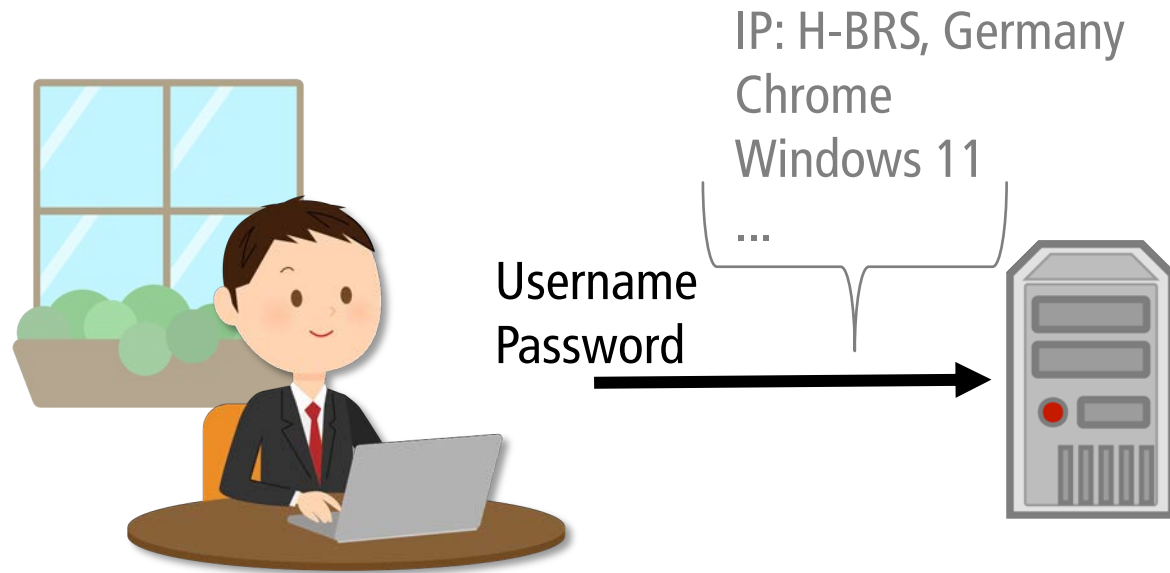 IP: H-BRS, Germany
Chrome
Windows 11
...
Username
Password